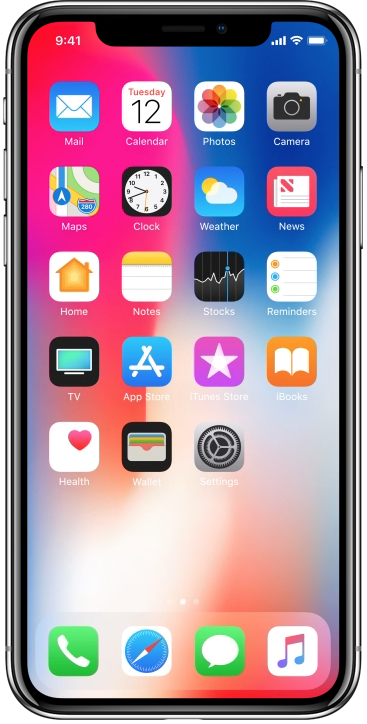 9:41
Tuesday
12
Mail Calendar Photos Camera
280
Maps Clock Weather News
Home Notes Stocks Reminders
TV App Store iTunes Store iBooks
Health Wallet Settings